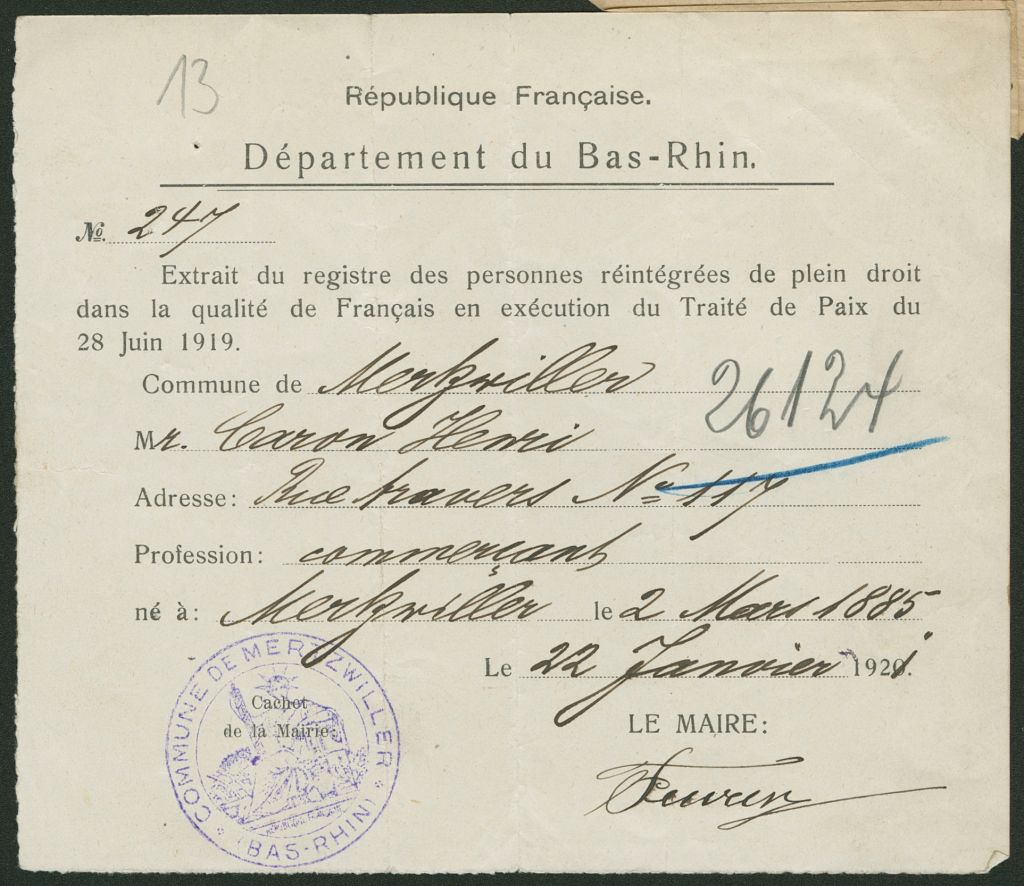 13
République Française.
Département du Bas-Rhin.
No. 247
Extrait du registre des personnes réintégrées de plein droit
dans la qualité de Français en exécution du Traité de Paix du
28 Juin 1919.
Commune de Mertzwiller
26124
Mr. Caron Henri
Adresse: Rue travers No 117
Profession: commerçant
né à: Mertzwiller le 2 Mars 1885
Le 22 Janvier 1921.
LE MAIRE:
Cachet
de la Mairie:
COMMUNE DE MERTZWILLER
(BAS-RHIN)